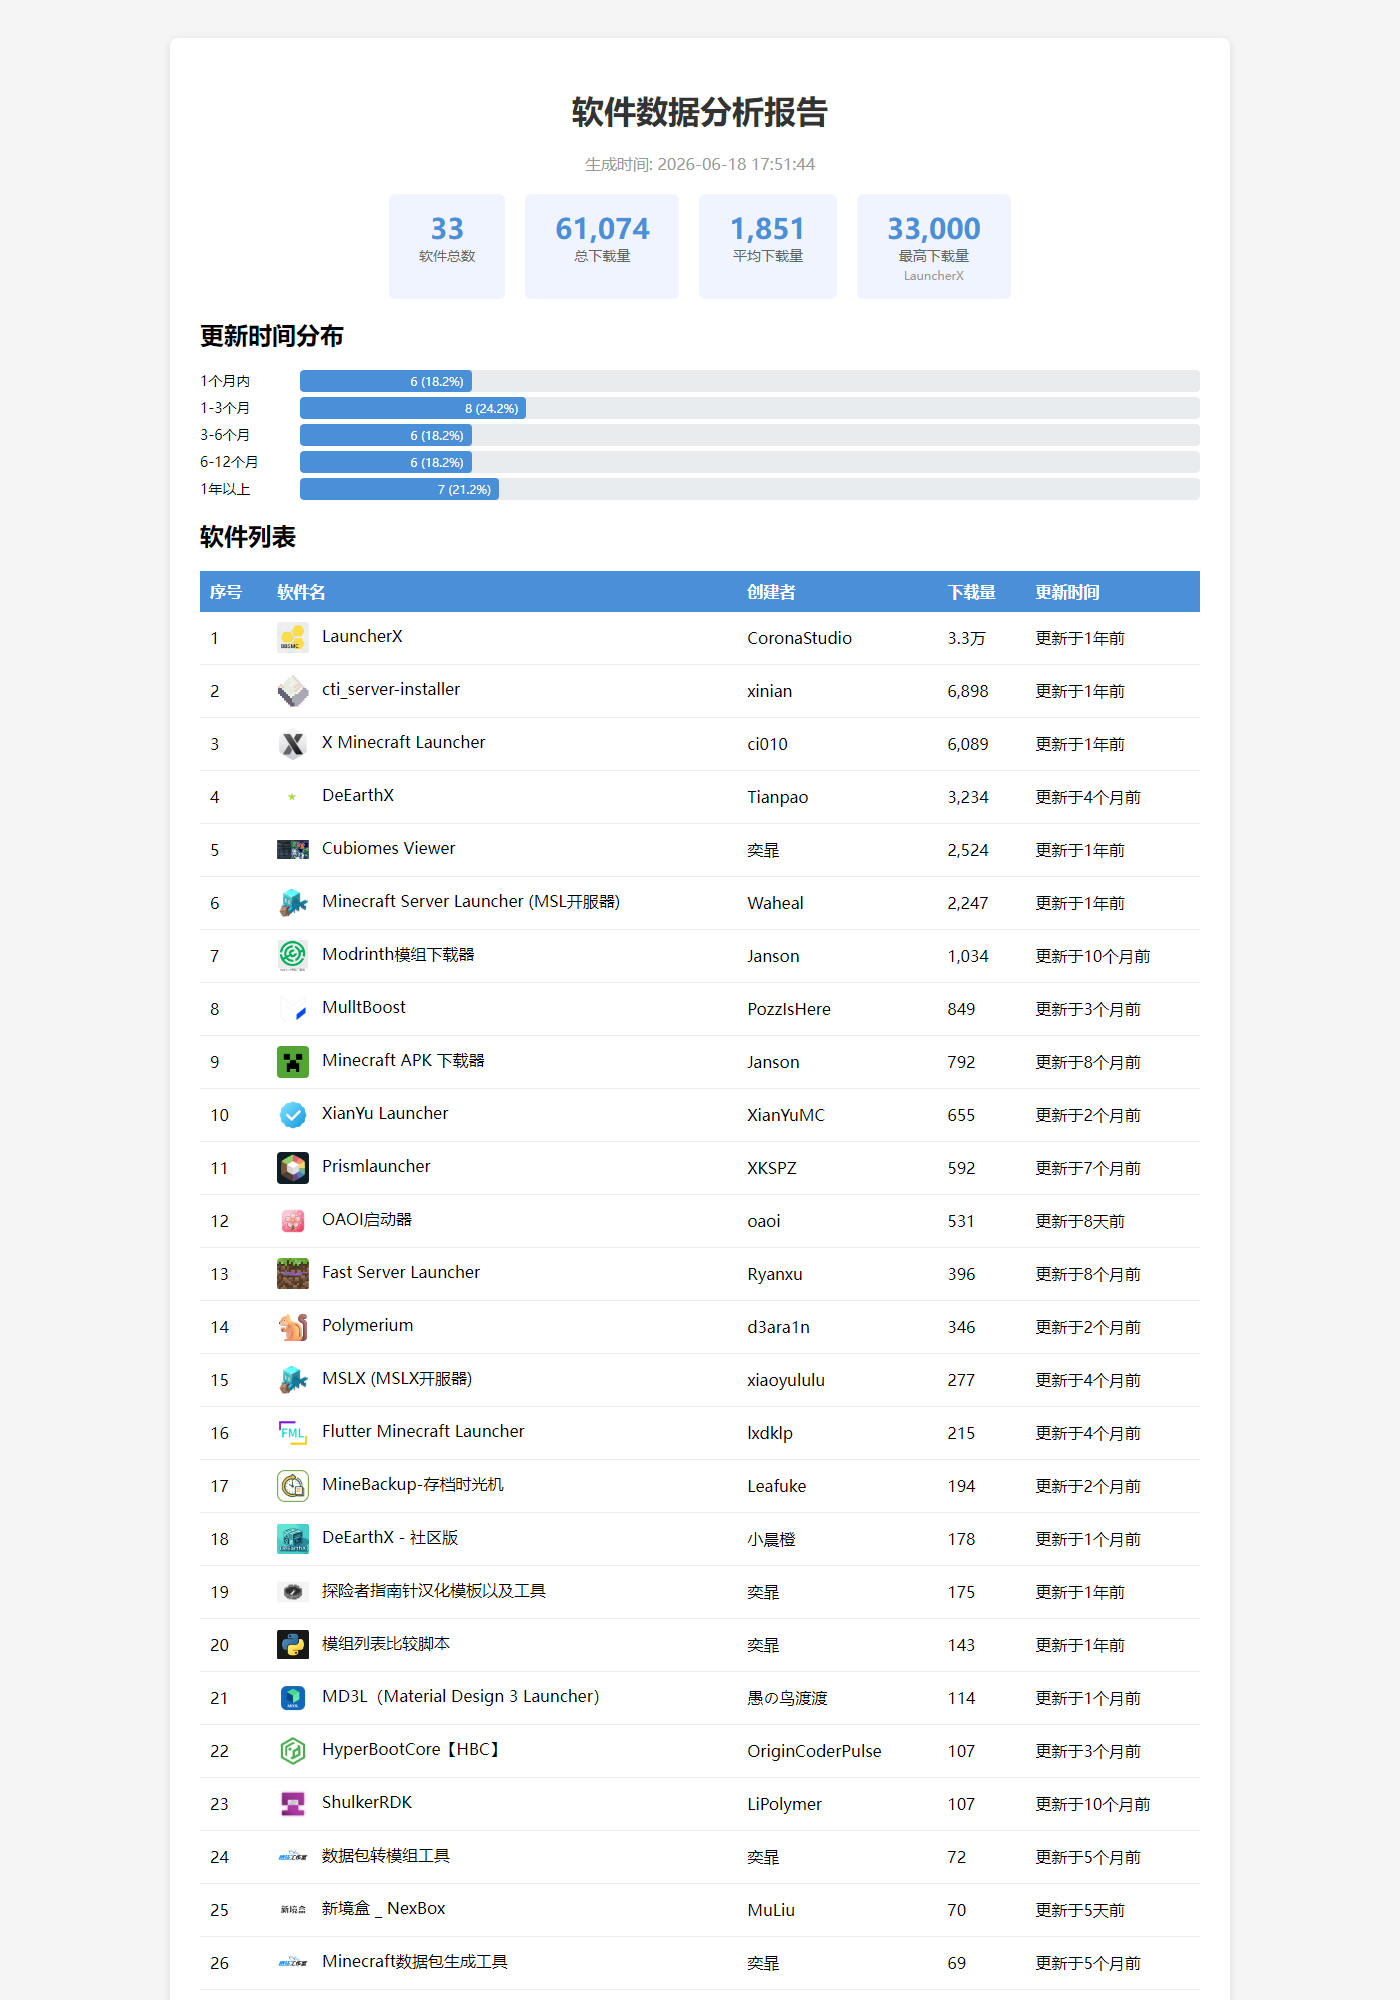 软件数据分析报告
生成时间: 2026-06-18 17:51:44
33
软件总数
61,074
总下载量
1,851
平均下载量
33,000
最高下载量
LauncherX
更新时间分布
1个月内 6 (18.2%)
1-3个月 8 (24.2%)
3-6个月 6 (18.2%)
6-12个月 6 (18.2%)
1年以上 7 (21.2%)
软件列表
序号 软件名 创建者 下载量 更新时间
1 LauncherX CoronaStudio 3.3万 更新于1年前
2 cti_server-installer xinian 6,898 更新于1年前
3 X Minecraft Launcher ci010 6,089 更新于1年前
4 DeEarthX Tianpao 3,234 更新于4个月前
5 Cubiomes Viewer 奕星 2,524 更新于1年前
6 Minecraft Server Launcher (MSL开服器) Waheal 2,247 更新于1年前
7 Modrinth模组下载器 Janson 1,034 更新于10个月前
8 MulltBoost PozzIsHere 849 更新于3个月前
9 Minecraft APK 下载器 Janson 792 更新于8个月前
10 XianYu Launcher XianYuMC 655 更新于2个月前
11 Prismlauncher XKSPZ 592 更新于7个月前
12 OAOI启动器 oaoi 531 更新于8天前
13 Fast Server Launcher Ryanxu 396 更新于8个月前
14 Polymerium d3ara1n 346 更新于2个月前
15 MSLX (MSLX开服器) xiaoyululu 277 更新于4个月前
16 FML Flutter Minecraft Launcher lxdklp 215 更新于4个月前
17 MineBackup-存档时光机 Leafuke 194 更新于2个月前
18 DeEarthX - 社区版 小晨橙 178 更新于1个月前
19 探险者指南针汉化模板以及工具 175 更新于1年前
20 模组列表比较脚本 143 更新于1年前
21 MD3L（Material Design 3 Launcher） 愚の鸟渡渡 114 更新于1个月前
22 HyperBootCore【HBC】 OriginCoderPulse 107 更新于3个月前
23 ShulkerRDK LiPolymer 107 更新于10个月前
24 数据包转模组工具 72 更新于5个月前
25 新境盒 新境盒 _ NexBox MuLiu 70 更新于5天前
26 Minecraft数据包生成工具 69 更新于5个月前